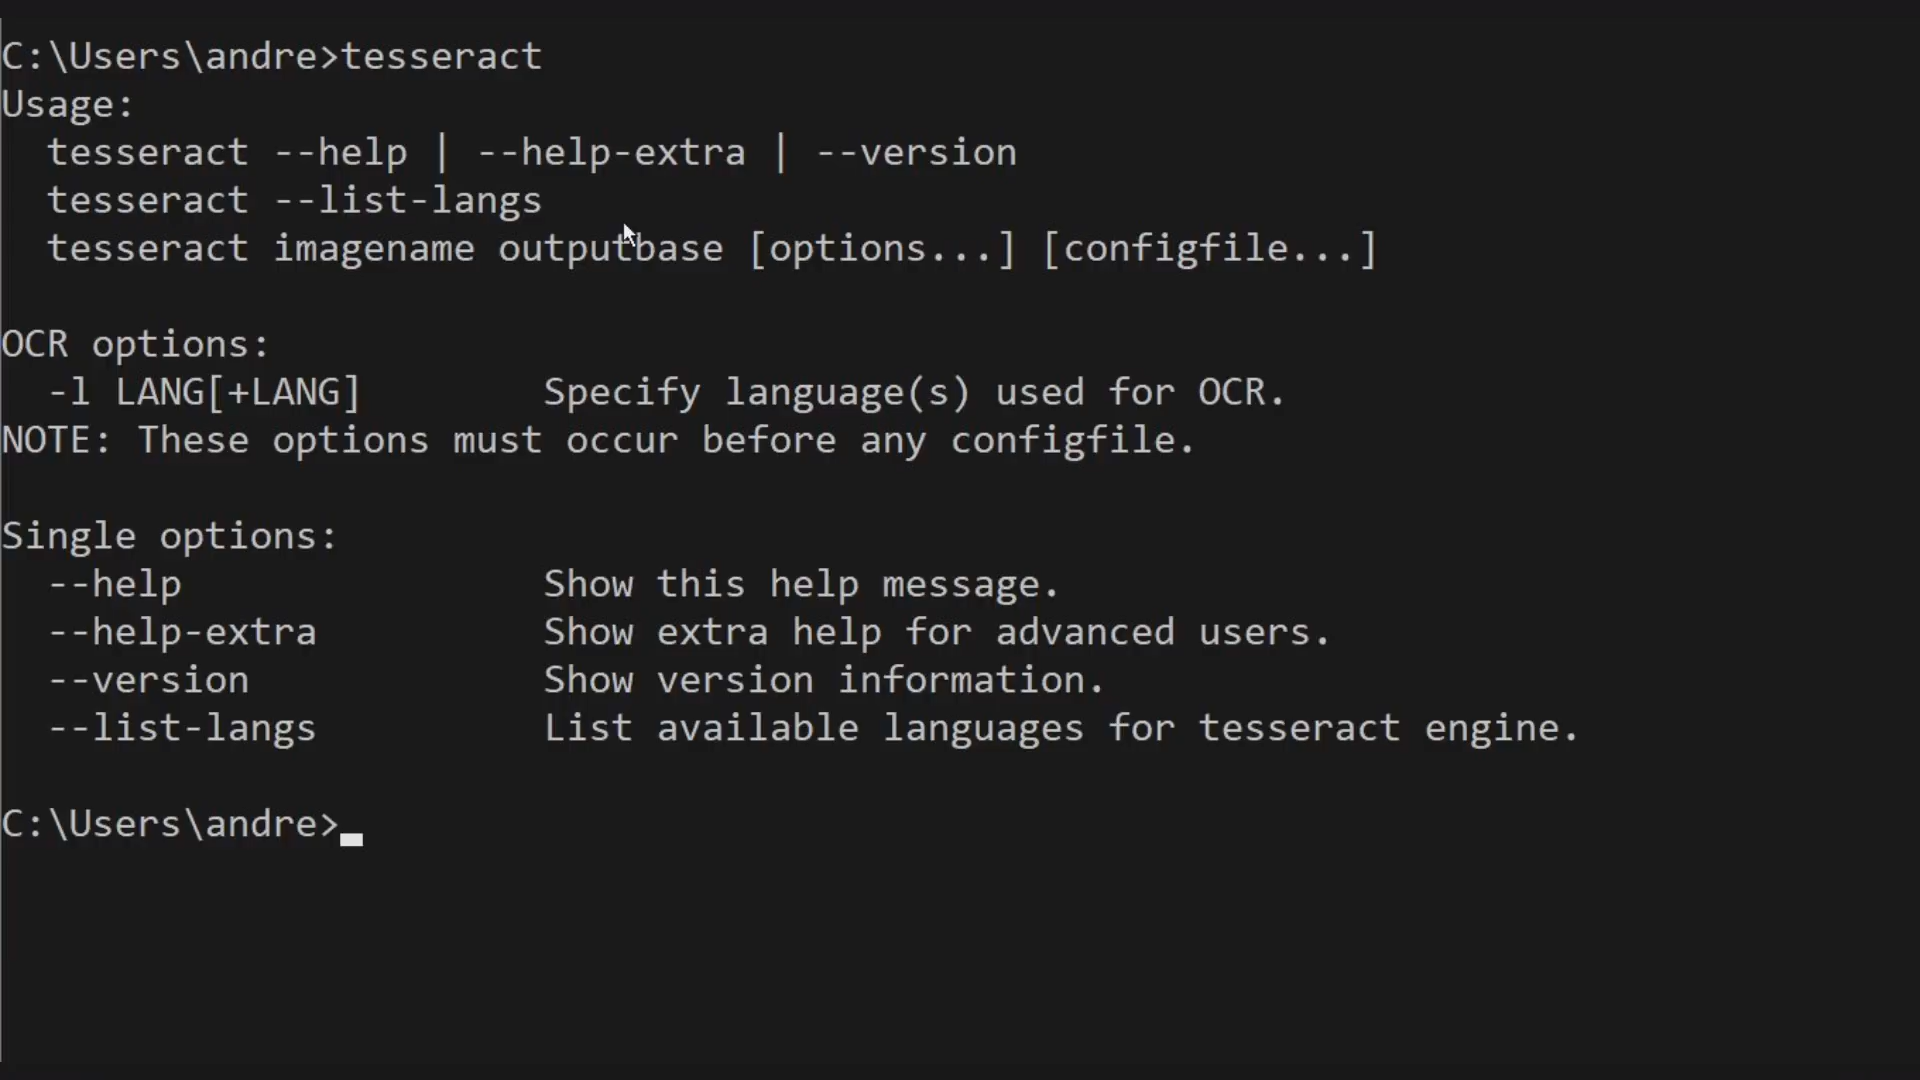 C:\Users\andre>tesseract
Usage:
  tesseract --help | --help-extra | --version
  tesseract --list-langs
  tesseract imagename outputbase [options...] [configfile...]

OCR options:
  -l LANG[+LANG]        Specify language(s) used for OCR.
NOTE: These options must occur before any configfile.

Single options:
  --help                Show this help message.
  --help-extra          Show extra help for advanced users.
  --version             Show version information.
  --list-langs          List available languages for tesseract engine.

C:\Users\andre>